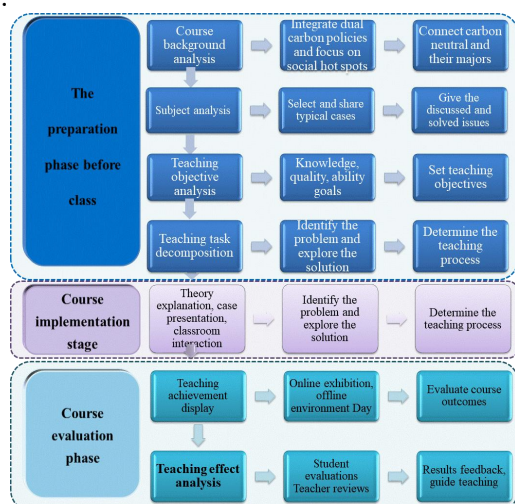 The
preparation
phase before
class
Course
background
analysis
Integrate dual
carbon policies
and focus on
social hot spots
Connect carbon
neutral and
their majors
Subject analysis
Select and share
typical cases
Give the
discussed and
solved issues
Teaching
objective
analysis
Knowledge,
quality, ability
goals
Set teaching
objectives
Teaching task
decomposition
Identify the
problem and
explore the
solution
Determine the
teaching
process
Course
implementation
stage
Theory
explanation, case
presentation,
classroom
interaction
Identify the
problem and
explore the
solution
Determine the
teaching process
Course
evaluation
phase
Teaching
achievement
display
Online exhibition,
offline
environment Day
Evaluate course
outcomes
Teaching effect
analysis
Student
evaluations
Teacher reviews
Results feedback,
guide teaching